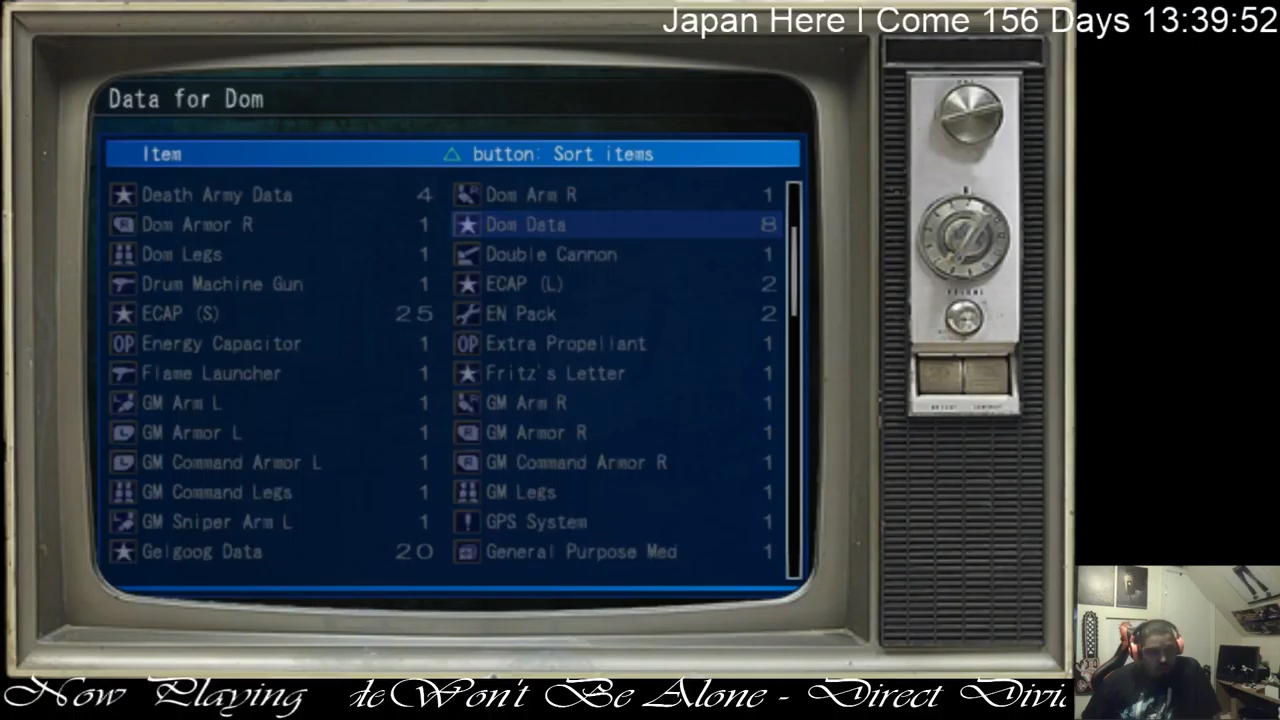 Japan Here I Come 156 Days 13:39:52
Data for Dom
Item △ button: Sort items
Death Army Data 4 Dom Arm R 1
Dom Armor R 1 Dom Data 8
Dom Legs 1 Double Cannon 1
Drum Machine Gun 1 ECAP (L) 2
ECAP (S) 25 EN Pack 2
OP Energy Capacitor 1 OP Extra Propellant 1
Flame Launcher 1 Fritz's Letter 1
GM Arm L 1 GM Arm R 1
L GM Armor L 1 R GM Armor R 1
L GM Command Armor L 1 R GM Command Armor R 1
GM Command Legs 1 GM Legs 1
GM Sniper Arm L 1 ! GPS System 1
Gelgoog Data 20 General Purpose Med 1
Now Playing Won't Be Alone - Direct